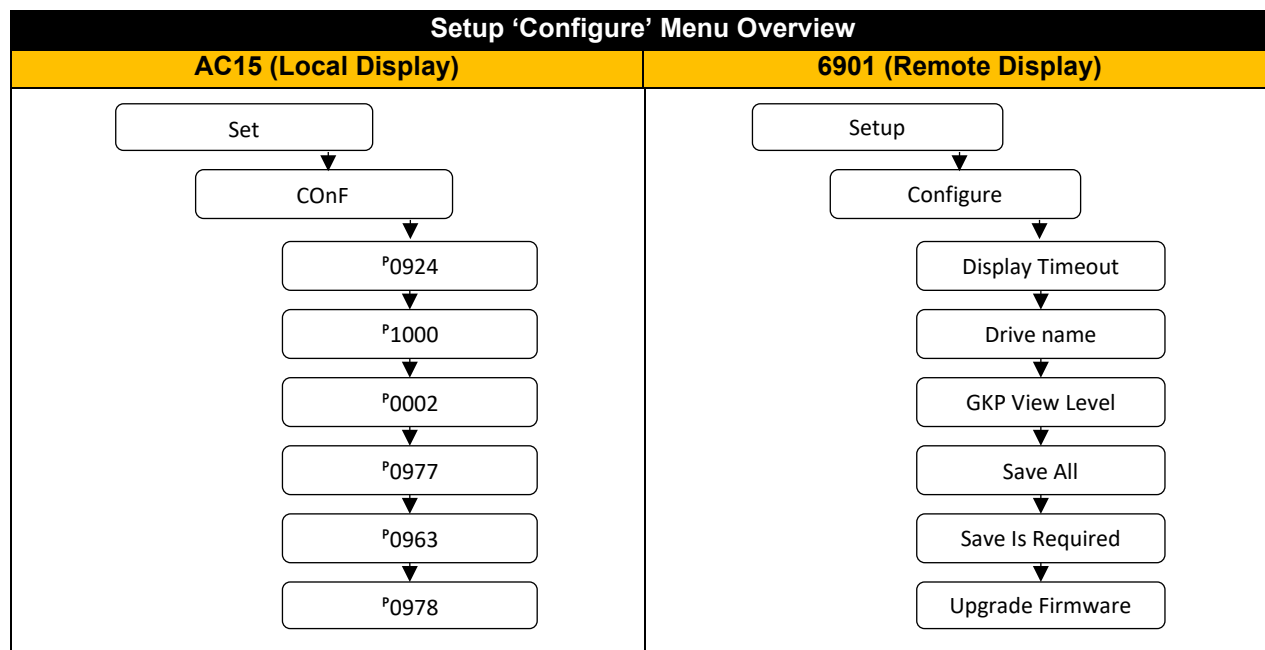 Setup ‘Configure’ Menu Overview
AC15 (Local Display)
6901 (Remote Display)
Set
Setup
COnF
Configure
ᴾ0924
Display Timeout
ᴾ1000
Drive name
ᴾ0002
GKP View Level
ᴾ0977
Save All
ᴾ0963
Save Is Required
ᴾ0978
Upgrade Firmware